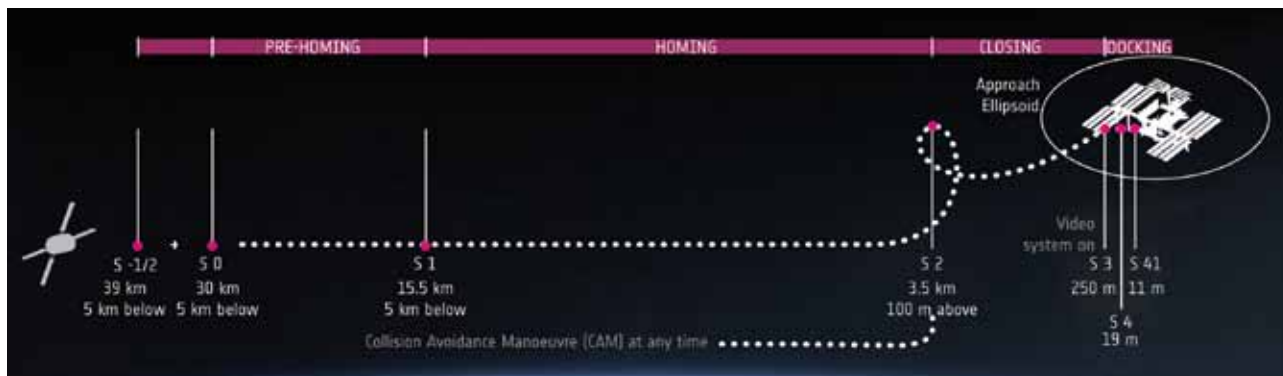 PRE-HOMING
HOMING
CLOSING
DOCKING
Approach
Ellipsoid
Video
system on
S -1/2
39 km
5 km below
S 0
30 km
5 km below
S 1
15.5 km
5 km below
S 2
3.5 km
100 m above
S 3
250 m
S 41
11 m
S 4
19 m
Collision Avoidance Manoeuvre (CAM) at any time